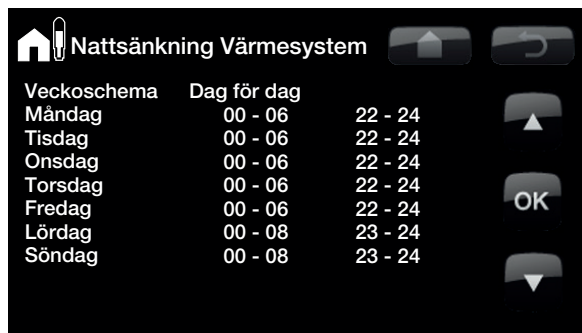 Nattsänkning Värmesystem
Veckoschema Dag för dag
Måndag 00 - 06 22 - 24
Tisdag 00 - 06 22 - 24
Onsdag 00 - 06 22 - 24
Torsdag 00 - 06 22 - 24
Fredag 00 - 06 22 - 24
Lördag 00 - 08 23 - 24
Söndag 00 - 08 23 - 24
OK